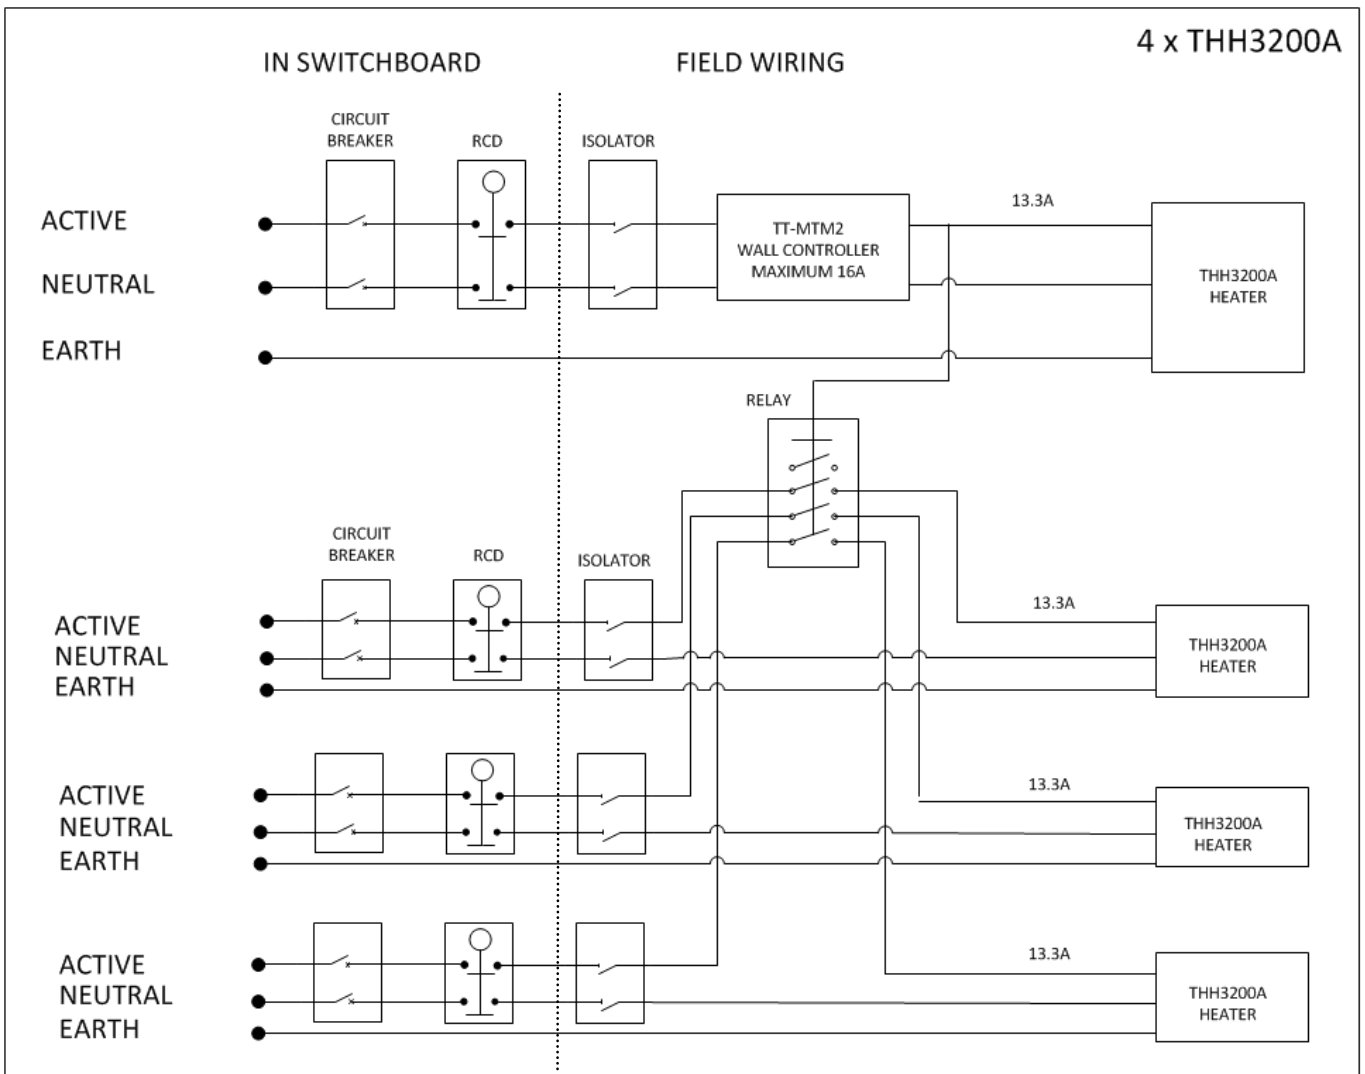 4 x THH3200A
IN SWITCHBOARD
FIELD WIRING
CIRCUIT
BREAKER
RCD
ISOLATOR
ACTIVE
NEUTRAL
EARTH
TT-MTM2
WALL CONTROLLER
MAXIMUM 16A
13.3A
THH3200A
HEATER
RELAY
CIRCUIT
BREAKER
RCD
ISOLATOR
ACTIVE
NEUTRAL
EARTH
13.3A
THH3200A
HEATER
ACTIVE
NEUTRAL
EARTH
13.3A
THH3200A
HEATER
ACTIVE
NEUTRAL
EARTH
13.3A
THH3200A
HEATER